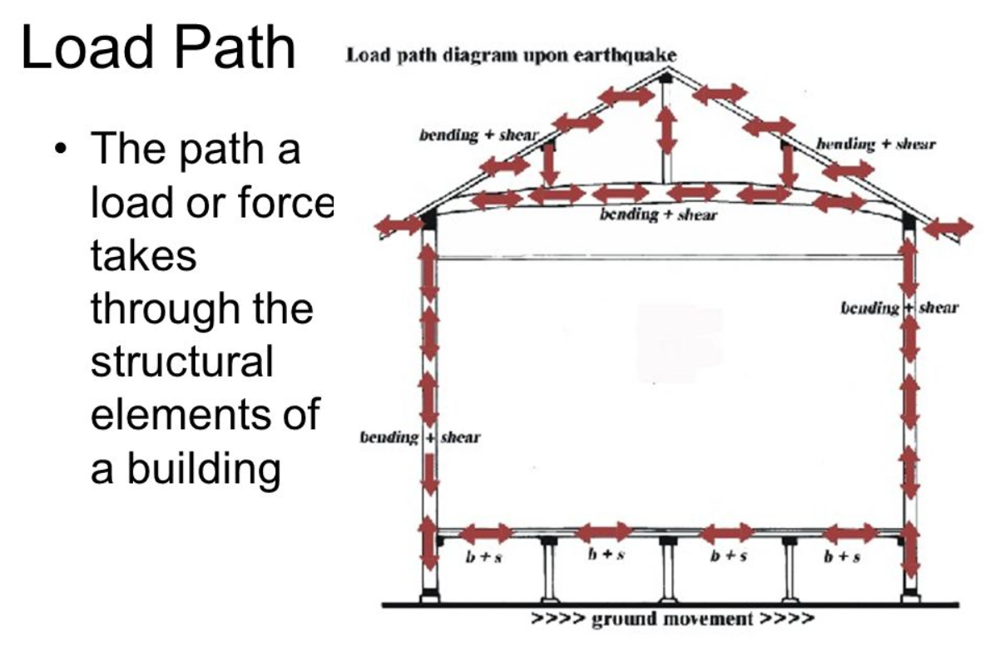 Load Path
Load path diagram upon earthquake
• The path a
load or force
takes
through the
structural
elements of
a building
bending + shear
bending + shear
bending + shear
bending + shear
bending + shear
b + s
b + s
b + s
b + s
>>>> ground movement >>>>